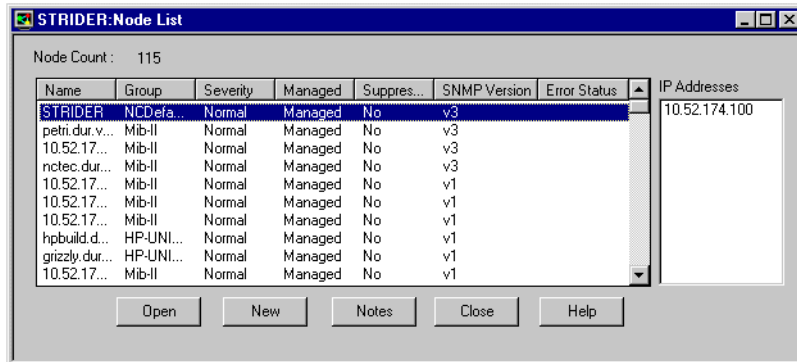 STRIDER:Node List
Node Count : 115
Name Group Severity Managed Suppres... SNMP Version Error Status IP Addresses
STRIDER NCDefa... Normal Managed No v3 10.52.174.100
petri.dur.v... Mib-II Normal Managed No v3
10.52.17... Mib-II Normal Managed No v3
nctec.dur... Mib-II Normal Managed No v3
10.52.17... Mib-II Normal Managed No v1
10.52.17... Mib-II Normal Managed No v1
10.52.17... Mib-II Normal Managed No v1
hpbuild.d... HP-UNI... Normal Managed No v1
grizzly.dur... HP-UNI... Normal Managed No v1
10.52.17... Mib-II Normal Managed No v1
Open New Notes Close Help